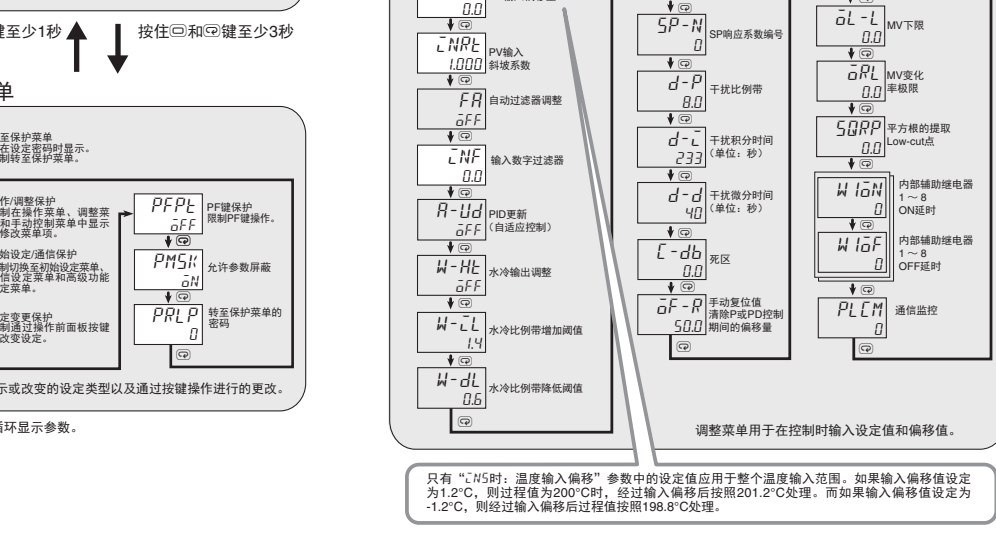 键至少1秒
按住和键至少3秒
单
至保护菜单
在设定密码时显示。
制转至保护菜单。
作/调整保护
制在操作菜单、调整菜
和手动控制菜单中显示
修改菜单项。
始设定/通信保护
制切换至初始设定菜单、
信设定菜单和高级功能
定菜单。
定变更保护
制通过操作前面板按键
改变设定。
PFPt
oFF
PF键保护
限制PF键操作。
PMSK
oN
允许参数屏蔽
PRLP
0
转至保护菜单的
密码
示或改变的设定类型以及通过按键操作进行的更改。
循环显示参数。
0.0
iNRt
1.000
PV输入
斜坡系数
FA
oFF
自动过滤器调整
iNF
0.0
输入数字过滤器
A-Ud
oFF
PID更新
(自适应控制)
W-Ht
oFF
水冷输出调整
W-iL
1.4
水冷比例带增加阈值
W-dL
0.6
水冷比例带降低阈值
SP-N
0
SP响应系数编号
d-P
8.0
干扰比例带
d-i
233
干扰积分时间
(单位:秒)
d-d
40
干扰微分时间
(单位:秒)
C-db
0.0
死区
oF-R
50.0
手动复位值
清除P或PD控制
期间的偏移量
oL-L
0.0
MV下限
oRL
0.0
MV变化
率极限
SQRP
0.0
平方根的提取
Low-cut点
W1oN
0
内部辅助继电器
1~8
ON延时
W1oF
0
内部辅助继电器
1~8
OFF延时
PLCM
0
通信监控
调整菜单用于在控制时输入设定值和偏移值。
只有“iNS时:温度输入偏移”参数中的设定值应用于整个温度输入范围。如果输入偏移值设定
为1.2°C,则过程值为200°C时,经过输入偏移后按照201.2°C处理。而如果输入偏移值设定为
-1.2°C,则经过输入偏移后过程值按照198.8°C处理。